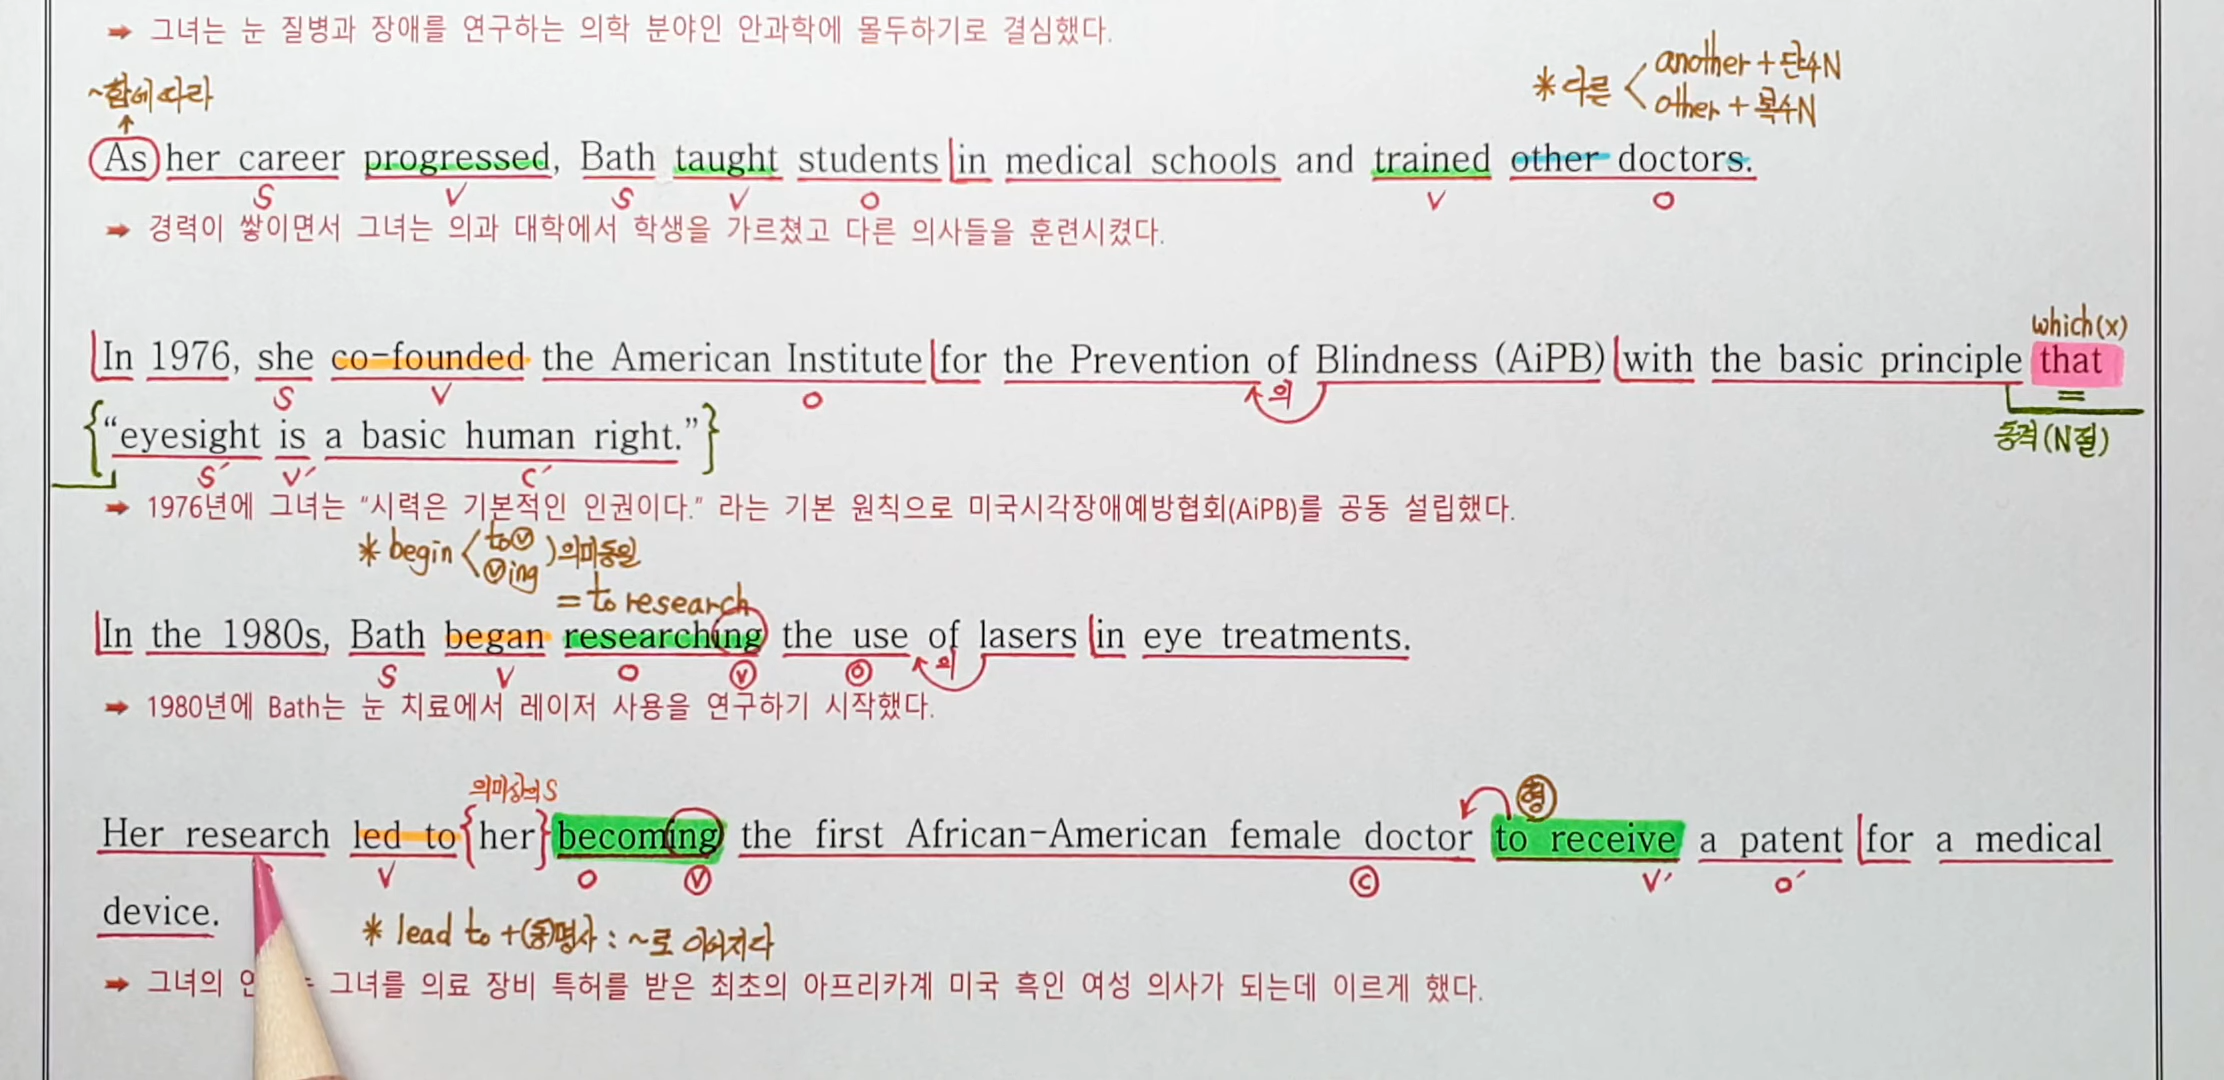 ➡ 그녀는 눈 질병과 장애를 연구하는 의학 분야인 안과학에 몰두하기로 결심했다.
~함에 따라
* 다른 < another + 단수N
other + 복수N
As her career progressed, Bath taught students in medical schools and trained other doctors.
S V S V O V O
➡ 경력이 쌓이면서 그녀는 의과 대학에서 학생을 가르쳤고 다른 의사들을 훈련시켰다.
which(x)
In 1976, she co-founded the American Institute for the Prevention of Blindness (AiPB) with the basic principle that
S V O 의 =
{“eyesight is a basic human right.”}
동격(N절)
S′ V′ C′
➡ 1976년에 그녀는 “시력은 기본적인 인권이다.” 라는 기본 원칙으로 미국시각장애예방협회(AiPB)를 공동 설립했다.
* begin < toⓥ
ⓥing ) 의미동일
= to research
In the 1980s, Bath began researching the use of lasers in eye treatments.
S V O ⓥ ⓞ 의
➡ 1980년에 Bath는 눈 치료에서 레이저 사용을 연구하기 시작했다.
의미상의 S 형
Her research led to {her} becoming the first African-American female doctor to receive a patent for a medical
V O ⓥ ⓒ V′ O′
device.
* lead to +(동)명사 : ~로 이어지다
➡ 그녀의 그녀를 의료 장비 특허를 받은 최초의 아프리카계 미국 흑인 여성 의사가 되는데 이르게 했다.